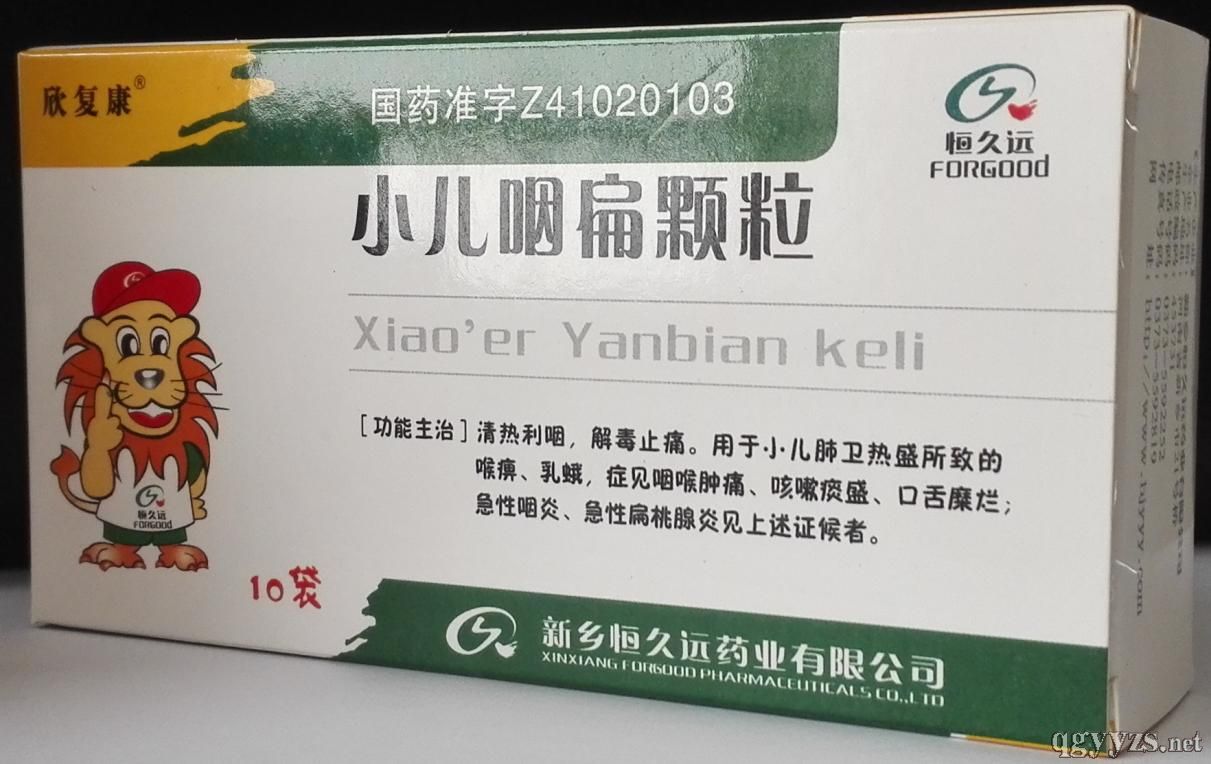 欣复康®
国药准字Z41020103
恒久远
FORGOOD
小儿咽扁颗粒
Xiao'er Yanbian keli
[功能主治]清热利咽，解毒止痛。用于小儿肺卫热盛所致的
喉痹、乳蛾，症见咽喉肿痛、咳嗽痰盛、口舌糜烂；
急性咽炎、急性扁桃腺炎见上述证候者。
恒久远
FORGOOD
10袋
新乡恒久远药业有限公司
XINXIANG FORGOOD PHARMACEUTICALS CO.,LTD
qgyyzs.net